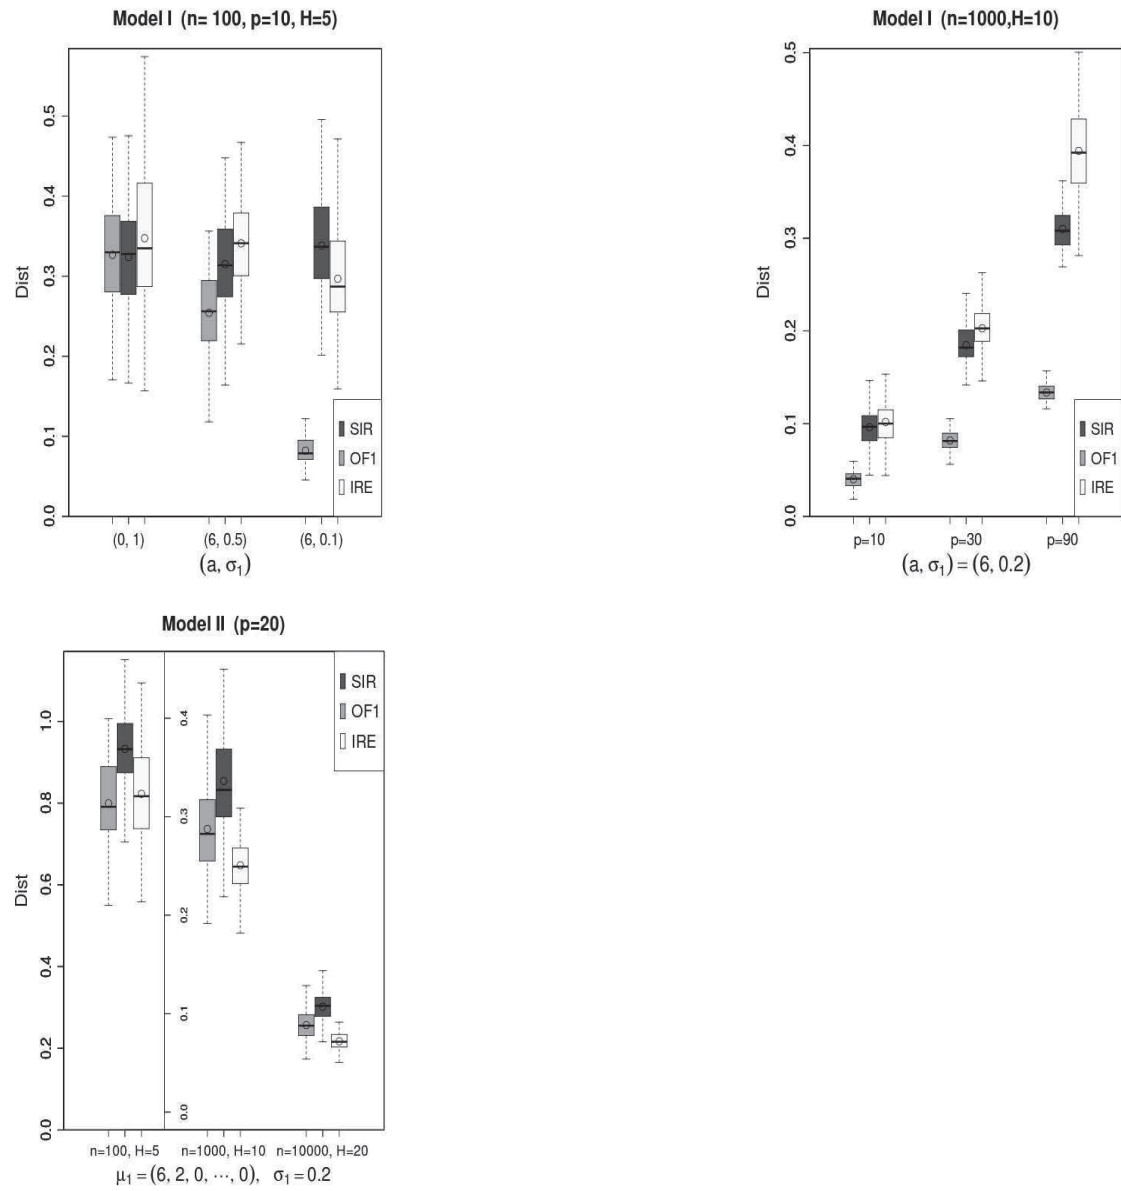 Model I (n= 100, p=10, H=5)
Dist
0.0 0.1 0.2 0.3 0.4 0.5
SIR
OF1
IRE
(0, 1) (6, 0.5) (6, 0.1)
(a, σ₁)
Model I (n=1000,H=10)
Dist
0.0 0.1 0.2 0.3 0.4 0.5
SIR
OF1
IRE
p=10 p=30 p=90
(a, σ₁) = (6, 0.2)
Model II (p=20)
Dist
0.0 0.2 0.4 0.6 0.8 1.0
0.0 0.1 0.2 0.3 0.4
SIR
OF1
IRE
n=100, H=5 n=1000, H=10 n=10000, H=20
μ₁ = (6, 2, 0, ⋯, 0), σ₁ = 0.2